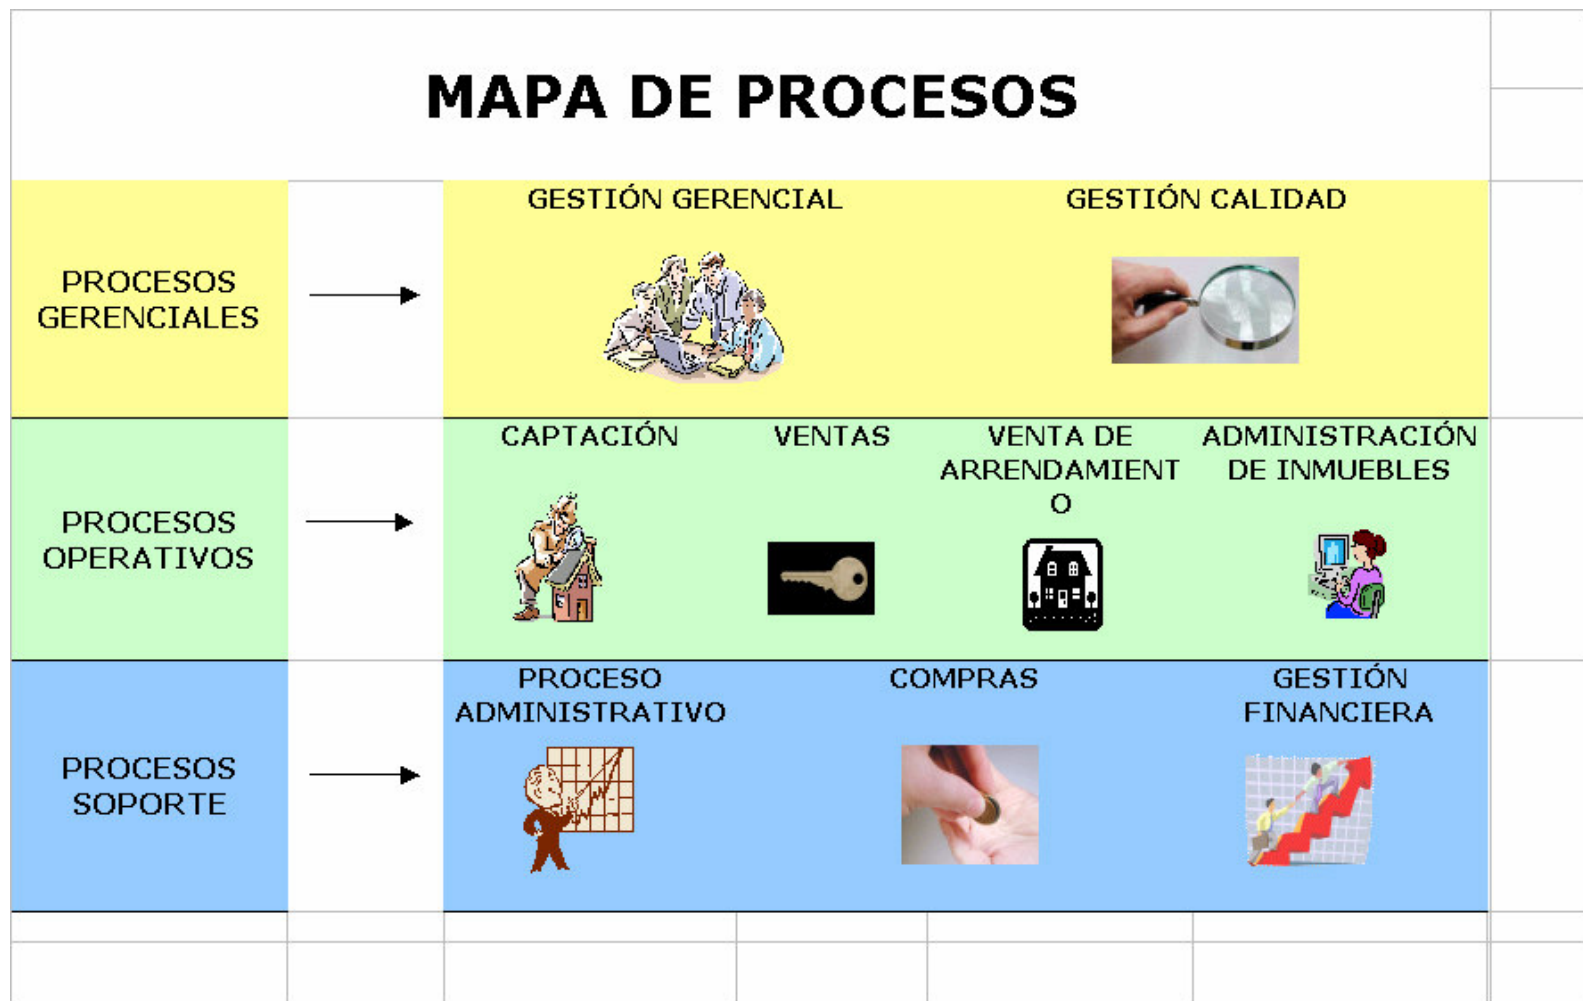 MAPA DE PROCESOS
PROCESOS
GERENCIALES
GESTIÓN GERENCIAL
GESTIÓN CALIDAD
PROCESOS
OPERATIVOS
CAPTACIÓN
VENTAS
VENTA DE
ARRENDAMIENT
O
ADMINISTRACIÓN
DE INMUEBLES
PROCESOS
SOPORTE
PROCESO
ADMINISTRATIVO
COMPRAS
GESTIÓN
FINANCIERA